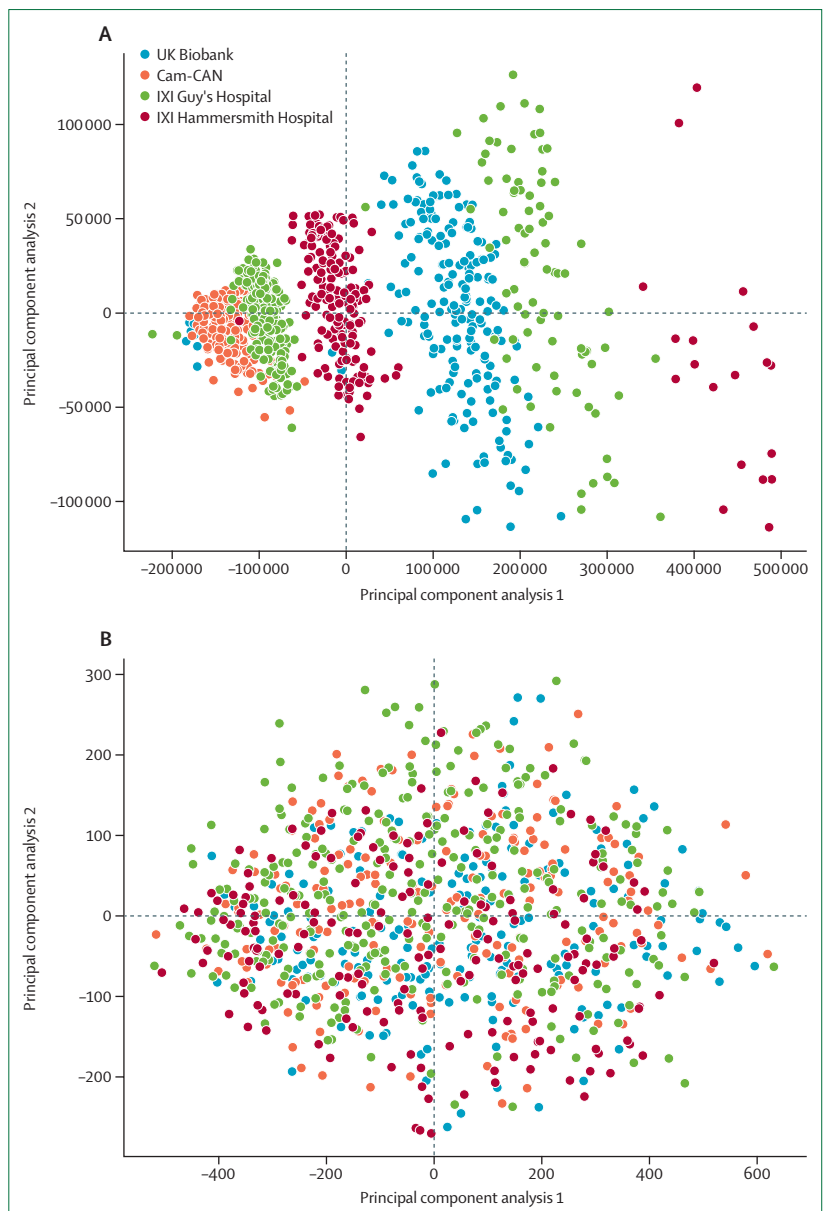 A
UK Biobank
Cam-CAN
IXI Guy's Hospital
IXI Hammersmith Hospital
100 000
50 000
0
–50 000
–100 000
Principal component analysis 2
–200 000 –100 000 0 100 000 200 000 300 000 400 000 500 000
Principal component analysis 1
B
300
200
100
0
–100
–200
Principal component analysis 2
–400 –200 0 200 400 600
Principal component analysis 1